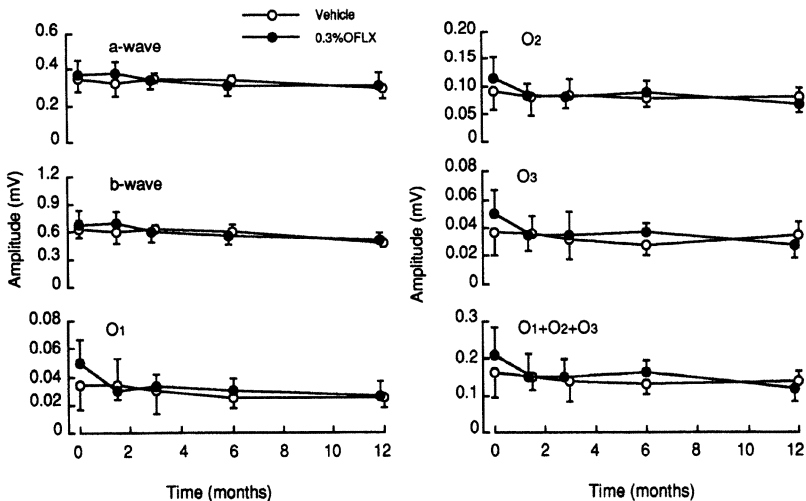 Vehicle
0.3%OFLX
a-wave
0.6
0.4
0.2
0
b-wave
1.2
0.9
0.6
0.3
0
Amplitude (mV)
O1
0.08
0.06
0.04
0.02
0
0 2 4 6 8 10 12
Time (months)
O2
0.20
0.15
0.10
0.05
0
O3
0.08
0.06
0.04
0.02
0
Amplitude (mV)
O1+O2+O3
0.3
0.2
0.1
0
0 2 4 6 8 10 12
Time (months)